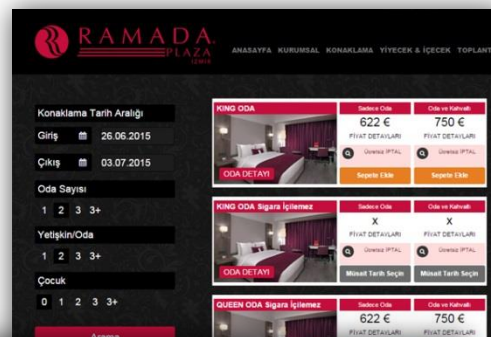 RAMADA
PLAZA
IZMIR
ANASAYFA KURUMSAL KONAKLAMA YİYECEK & İÇECEK TOPLANT
Konaklama Tarih Aralığı
Giriş 26.06.2015
Çıkış 03.07.2015
Oda Sayısı
1 2 3 3+
Yetişkin/Oda
1 2 3 3+
Çocuk
0 1 2 3 3+
Arama
KING ODA
ODA DETAYI
Sadece Oda
622 €
FİYAT DETAYLARI
Ücretsiz İPTAL
Sepete Ekle
Oda ve Kahvaltı
750 €
FİYAT DETAYLARI
Ücretsiz İPTAL
Sepete Ekle
KING ODA Sigara İçilemez
ODA DETAYI
Sadece Oda
X
FİYAT DETAYLARI
Ücretsiz İPTAL
Müsait Tarih Seçin
Oda ve Kahvaltı
X
FİYAT DETAYLARI
Ücretsiz İPTAL
Müsait Tarih Seçin
QUEEN ODA Sigara İçilemez
Sadece Oda
622 €
FİYAT DETAYLARI
Oda ve Kahvaltı
750 €
FİYAT DETAYLARI